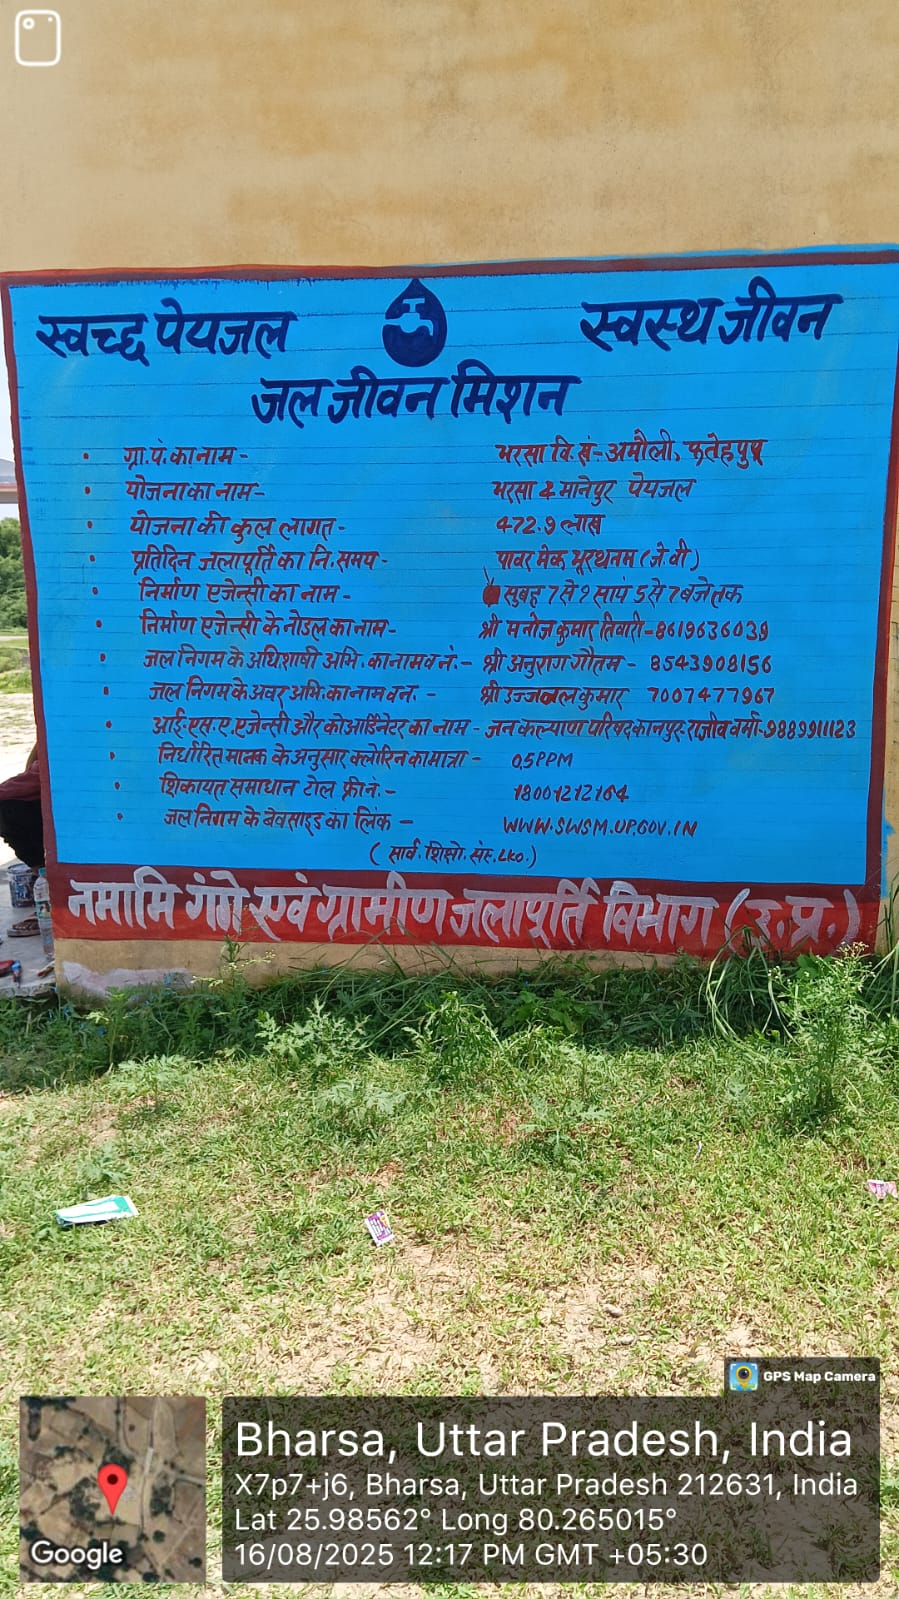 स्वच्छ पेयजल स्वस्थ जीवन
जल जीवन मिशन
• ग्रा.पं. का नाम - भरसा वि.खं- अमौली, फतेहपुर
• योजना का नाम- भरसा & मानेपुर पेयजल
• योजना की कुल लागत- 472.9 लाख
• प्रतिदिन जलापूर्ति का नि.समय- पावर मेक भूरथनम (जे.वी)
• निर्माण एजेन्सी का नाम - सुबह 7 से 9 सायं 5 से 7 बजे तक
• निर्माण एजेन्सी के नोडल का नाम- श्री मनोज कुमार तिवारी-8619636039
• जल निगम के अधिशाषी अभि. का नाम व नं.- श्री अनुराग गौतम - 8543908156
• जल निगम के अवर अभि. का नाम व न. - श्री उज्जवल कुमार 7007477967
• आई.एस.ए. एजेन्सी और कोआर्डिनेटर का नाम - जन कल्याण परिषद कानपुर-राजीव वर्मा-9889911123
• निर्धारित मानक के अनुसार क्लोरिन का मात्रा - 0.5PPM
• शिकायत समाधान टोल फ्री नं.- 18001212164
• जल निगम के वेवसाइड का लिंक - WWW.SWSM.UP.GOV.IN
( सार्व. शिक्षो. सह. LKO.)
नमामि गंगे एवं ग्रामीण जलापूर्ति विभाग (उ.प्र.)
GPS Map Camera
Bharsa, Uttar Pradesh, India
X7p7+j6, Bharsa, Uttar Pradesh 212631, India
Lat 25.98562° Long 80.265015°
16/08/2025 12:17 PM GMT +05:30
Google